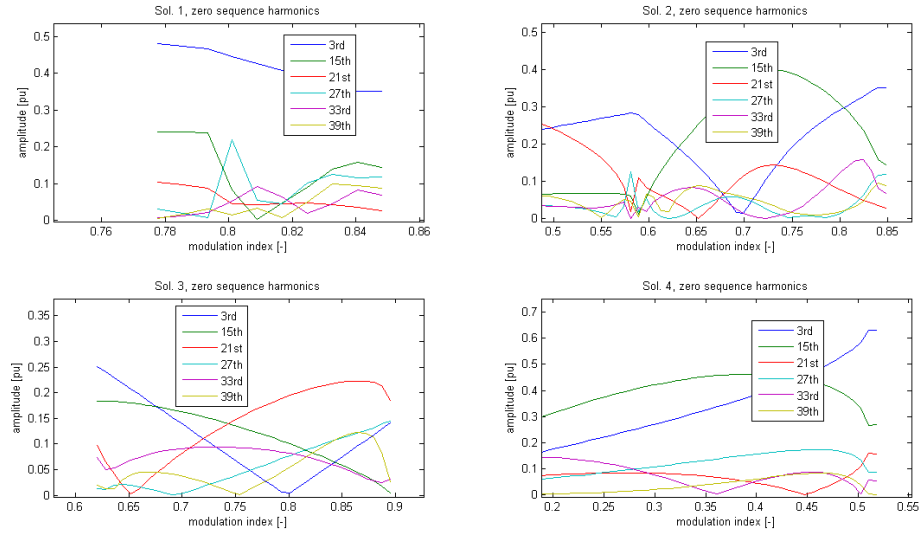 Sol. 1, zero sequence harmonics
0.5
0.4
0.3
0.2
0.1
0
amplitude [pu]
3rd
15th
21st
27th
33rd
39th
0.76
0.78
0.8
0.82
0.84
0.86
modulation index [-]
Sol. 2, zero sequence harmonics
0.5
0.4
0.3
0.2
0.1
0
amplitude [pu]
3rd
15th
21st
27th
33rd
39th
0.5
0.55
0.6
0.65
0.7
0.75
0.8
0.85
modulation index [-]
Sol. 3, zero sequence harmonics
0.35
0.3
0.25
0.2
0.15
0.1
0.05
0
amplitude [pu]
3rd
15th
21st
27th
33rd
39th
0.6
0.65
0.7
0.75
0.8
0.85
0.9
modulation index [-]
Sol. 4, zero sequence harmonics
0.7
0.6
0.5
0.4
0.3
0.2
0.1
0
amplitude [pu]
3rd
15th
21st
27th
33rd
39th
0.2
0.25
0.3
0.35
0.4
0.45
0.5
0.55
modulation index [-]